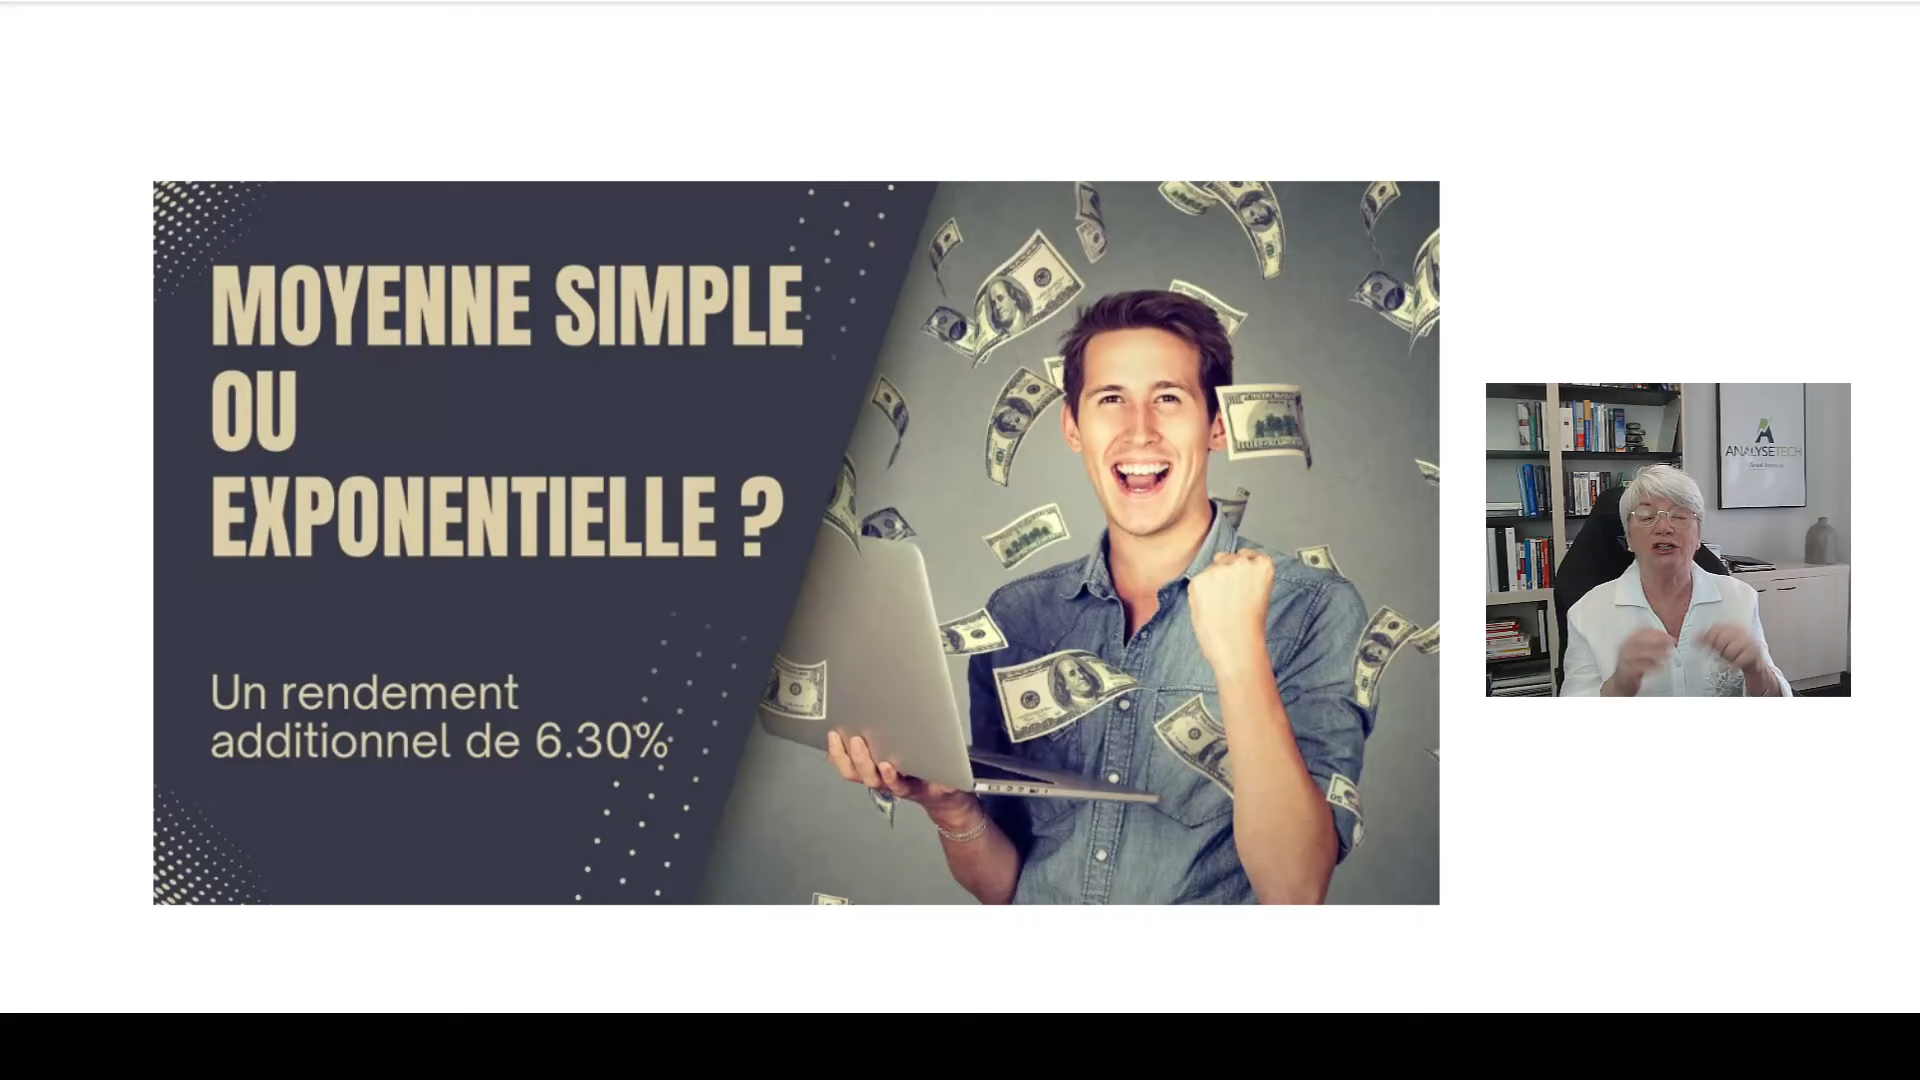 MOYENNE SIMPLE
OU
EXPONENTIELLE ?
Un rendement
additionnel de 6.30%
ANALYSETECH